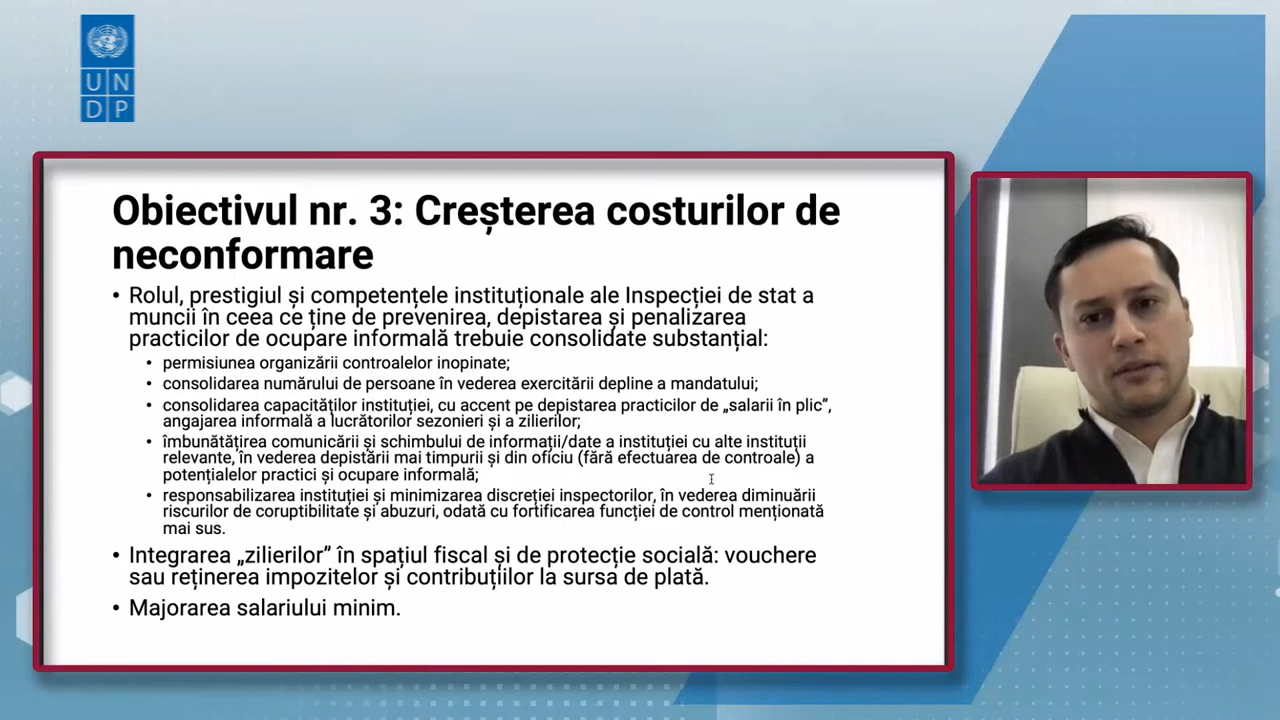 UN
DP
Obiectivul nr. 3: Creșterea costurilor de
neconformare
• Rolul, prestigiul și competențele instituționale ale Inspecției de stat a
muncii în ceea ce ține de prevenirea, depistarea și penalizarea
practicilor de ocupare informală trebuie consolidate substanțial:
• permisiunea organizării controalelor inopinate;
• consolidarea numărului de persoane în vederea exercitării depline a mandatului;
• consolidarea capacităților instituției, cu accent pe depistarea practicilor de „salarii în plic”,
angajarea informală a lucrătorilor sezonieri și a zilierilor;
• îmbunătățirea comunicării și schimbului de informații/date a instituției cu alte instituții
relevante, în vederea depistării mai timpurii și din oficiu (fără efectuarea de controale) a
potențialelor practici și ocupare informală;
• responsabilizarea instituției și minimizarea discreției inspectorilor, în vederea diminuării
riscurilor de coruptibilitate și abuzuri, odată cu fortificarea funcției de control menționată
mai sus.
• Integrarea „zilierilor” în spațiul fiscal și de protecție socială: vouchere
sau reținerea impozitelor și contribuțiilor la sursa de plată.
• Majorarea salariului minim.